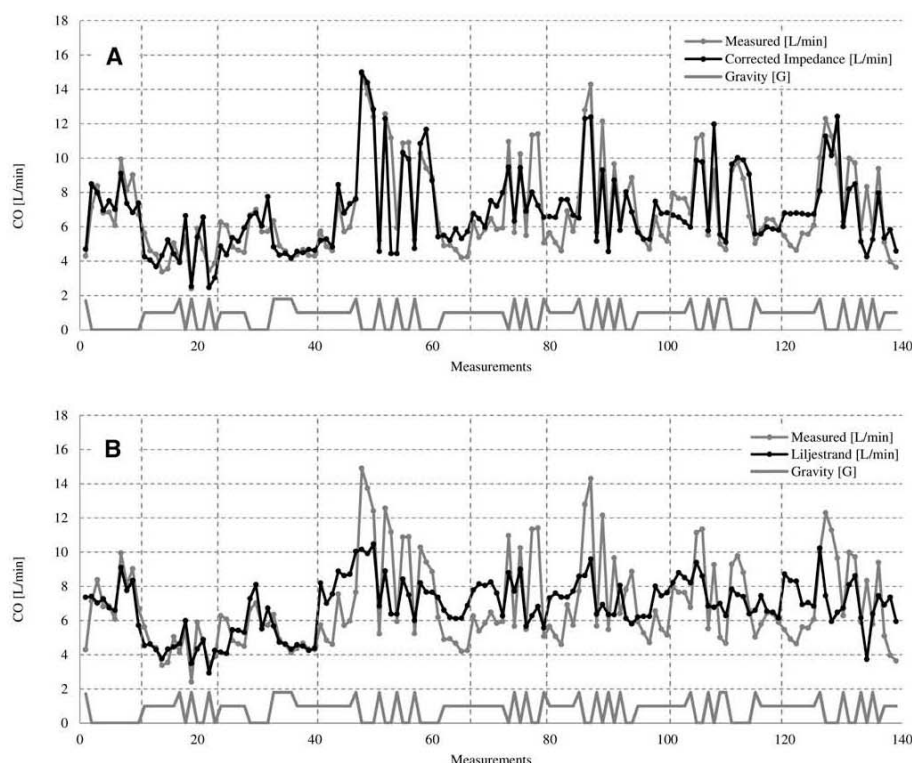 18
16
14
12
10
8
6
4
2
0
CO [L/min]
A
Measured [L/min]
Corrected Impedance [L/min]
Gravity [G]
0 20 40 60 80 100 120 140
Measurements
18
16
14
12
10
8
6
4
2
0
CO [L/min]
B
Measured [L/min]
Liljestrand [L/min]
Gravity [G]
0 20 40 60 80 100 120 140
Measurements